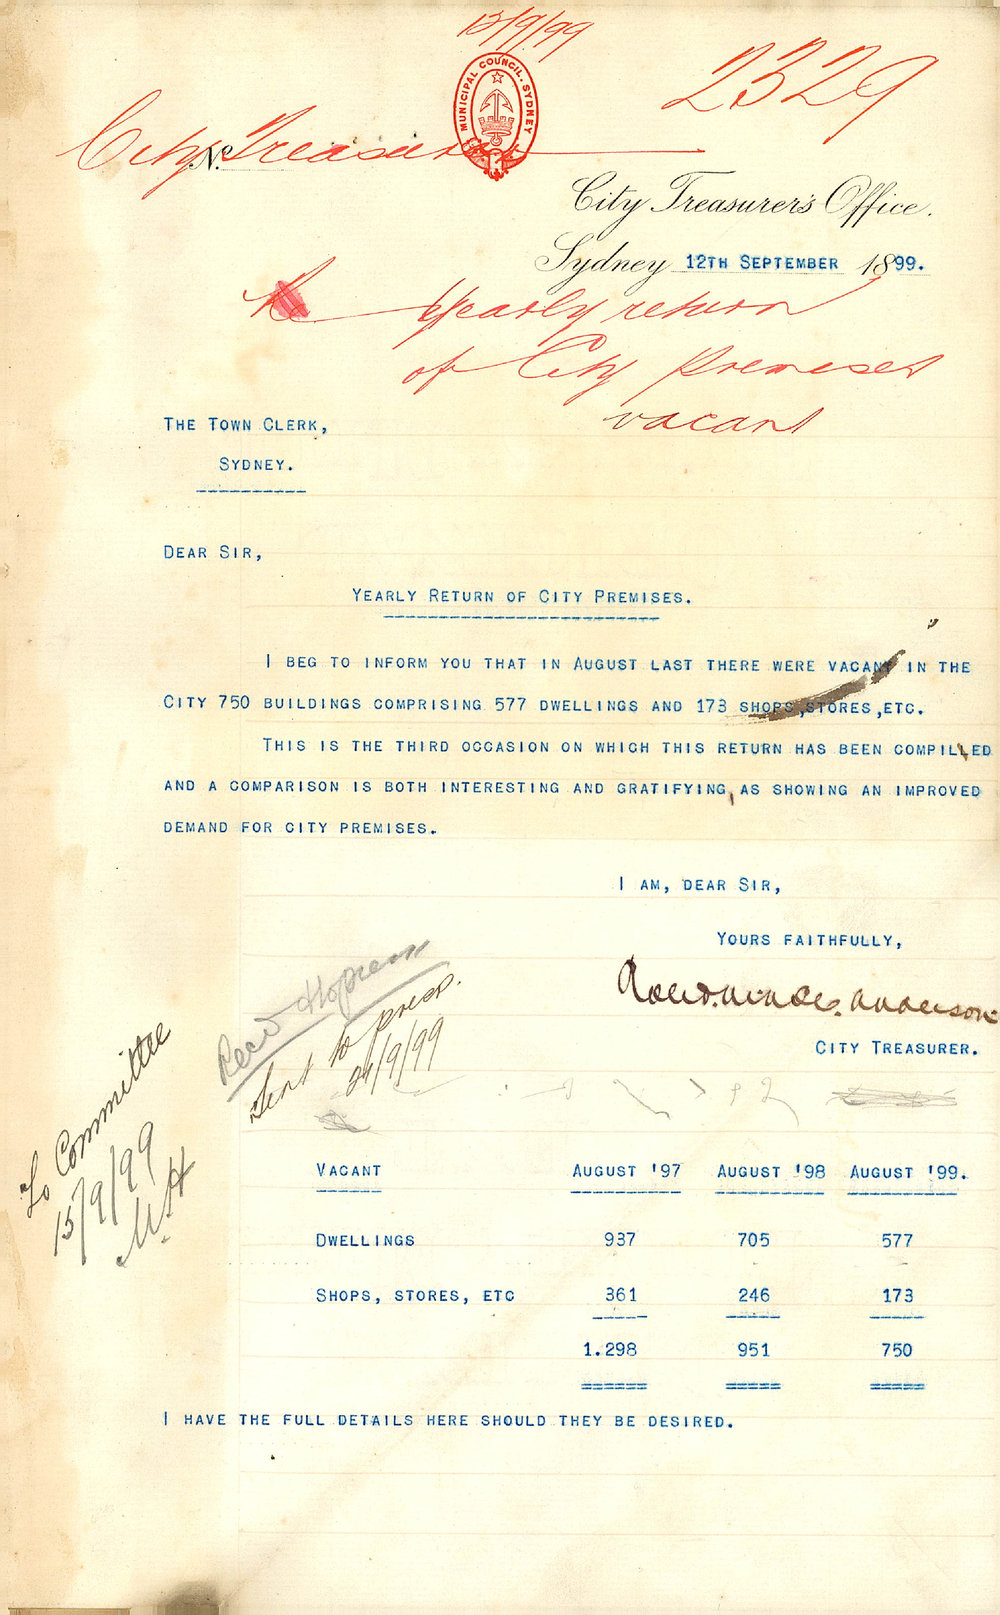 2329
MUNICIPAL COUNCIL. SYDNEY
City Treasurer
No.
City Treasurer's Office.
Sydney 12TH SEPTEMBER 1899.
Re Yearly return
of City Premises
vacant
THE TOWN CLERK,
SYDNEY.
DEAR SIR,
YEARLY RETURN OF CITY PREMISES.
I BEG TO INFORM YOU THAT IN AUGUST LAST THERE WERE VACANT IN THE
CITY 750 BUILDINGS COMPRISING 577 DWELLINGS AND 173 SHOPS,STORES,ETC.
THIS IS THE THIRD OCCASION ON WHICH THIS RETURN HAS BEEN COMPILLED
AND A COMPARISON IS BOTH INTERESTING AND GRATIFYING, AS SHOWING AN IMPROVED
DEMAND FOR CITY PREMISES.
I AM, DEAR SIR,
YOURS FAITHFULLY,
Anderson
CITY TREASURER.
Sent to press.
21/9/99
To Committee
15/9/99
VACANT AUGUST '97 AUGUST '98 AUGUST '99.
DWELLINGS 937 705 577
SHOPS, STORES, ETC 361 246 173
1.298 951 750
I HAVE THE FULL DETAILS HERE SHOULD THEY BE DESIRED.